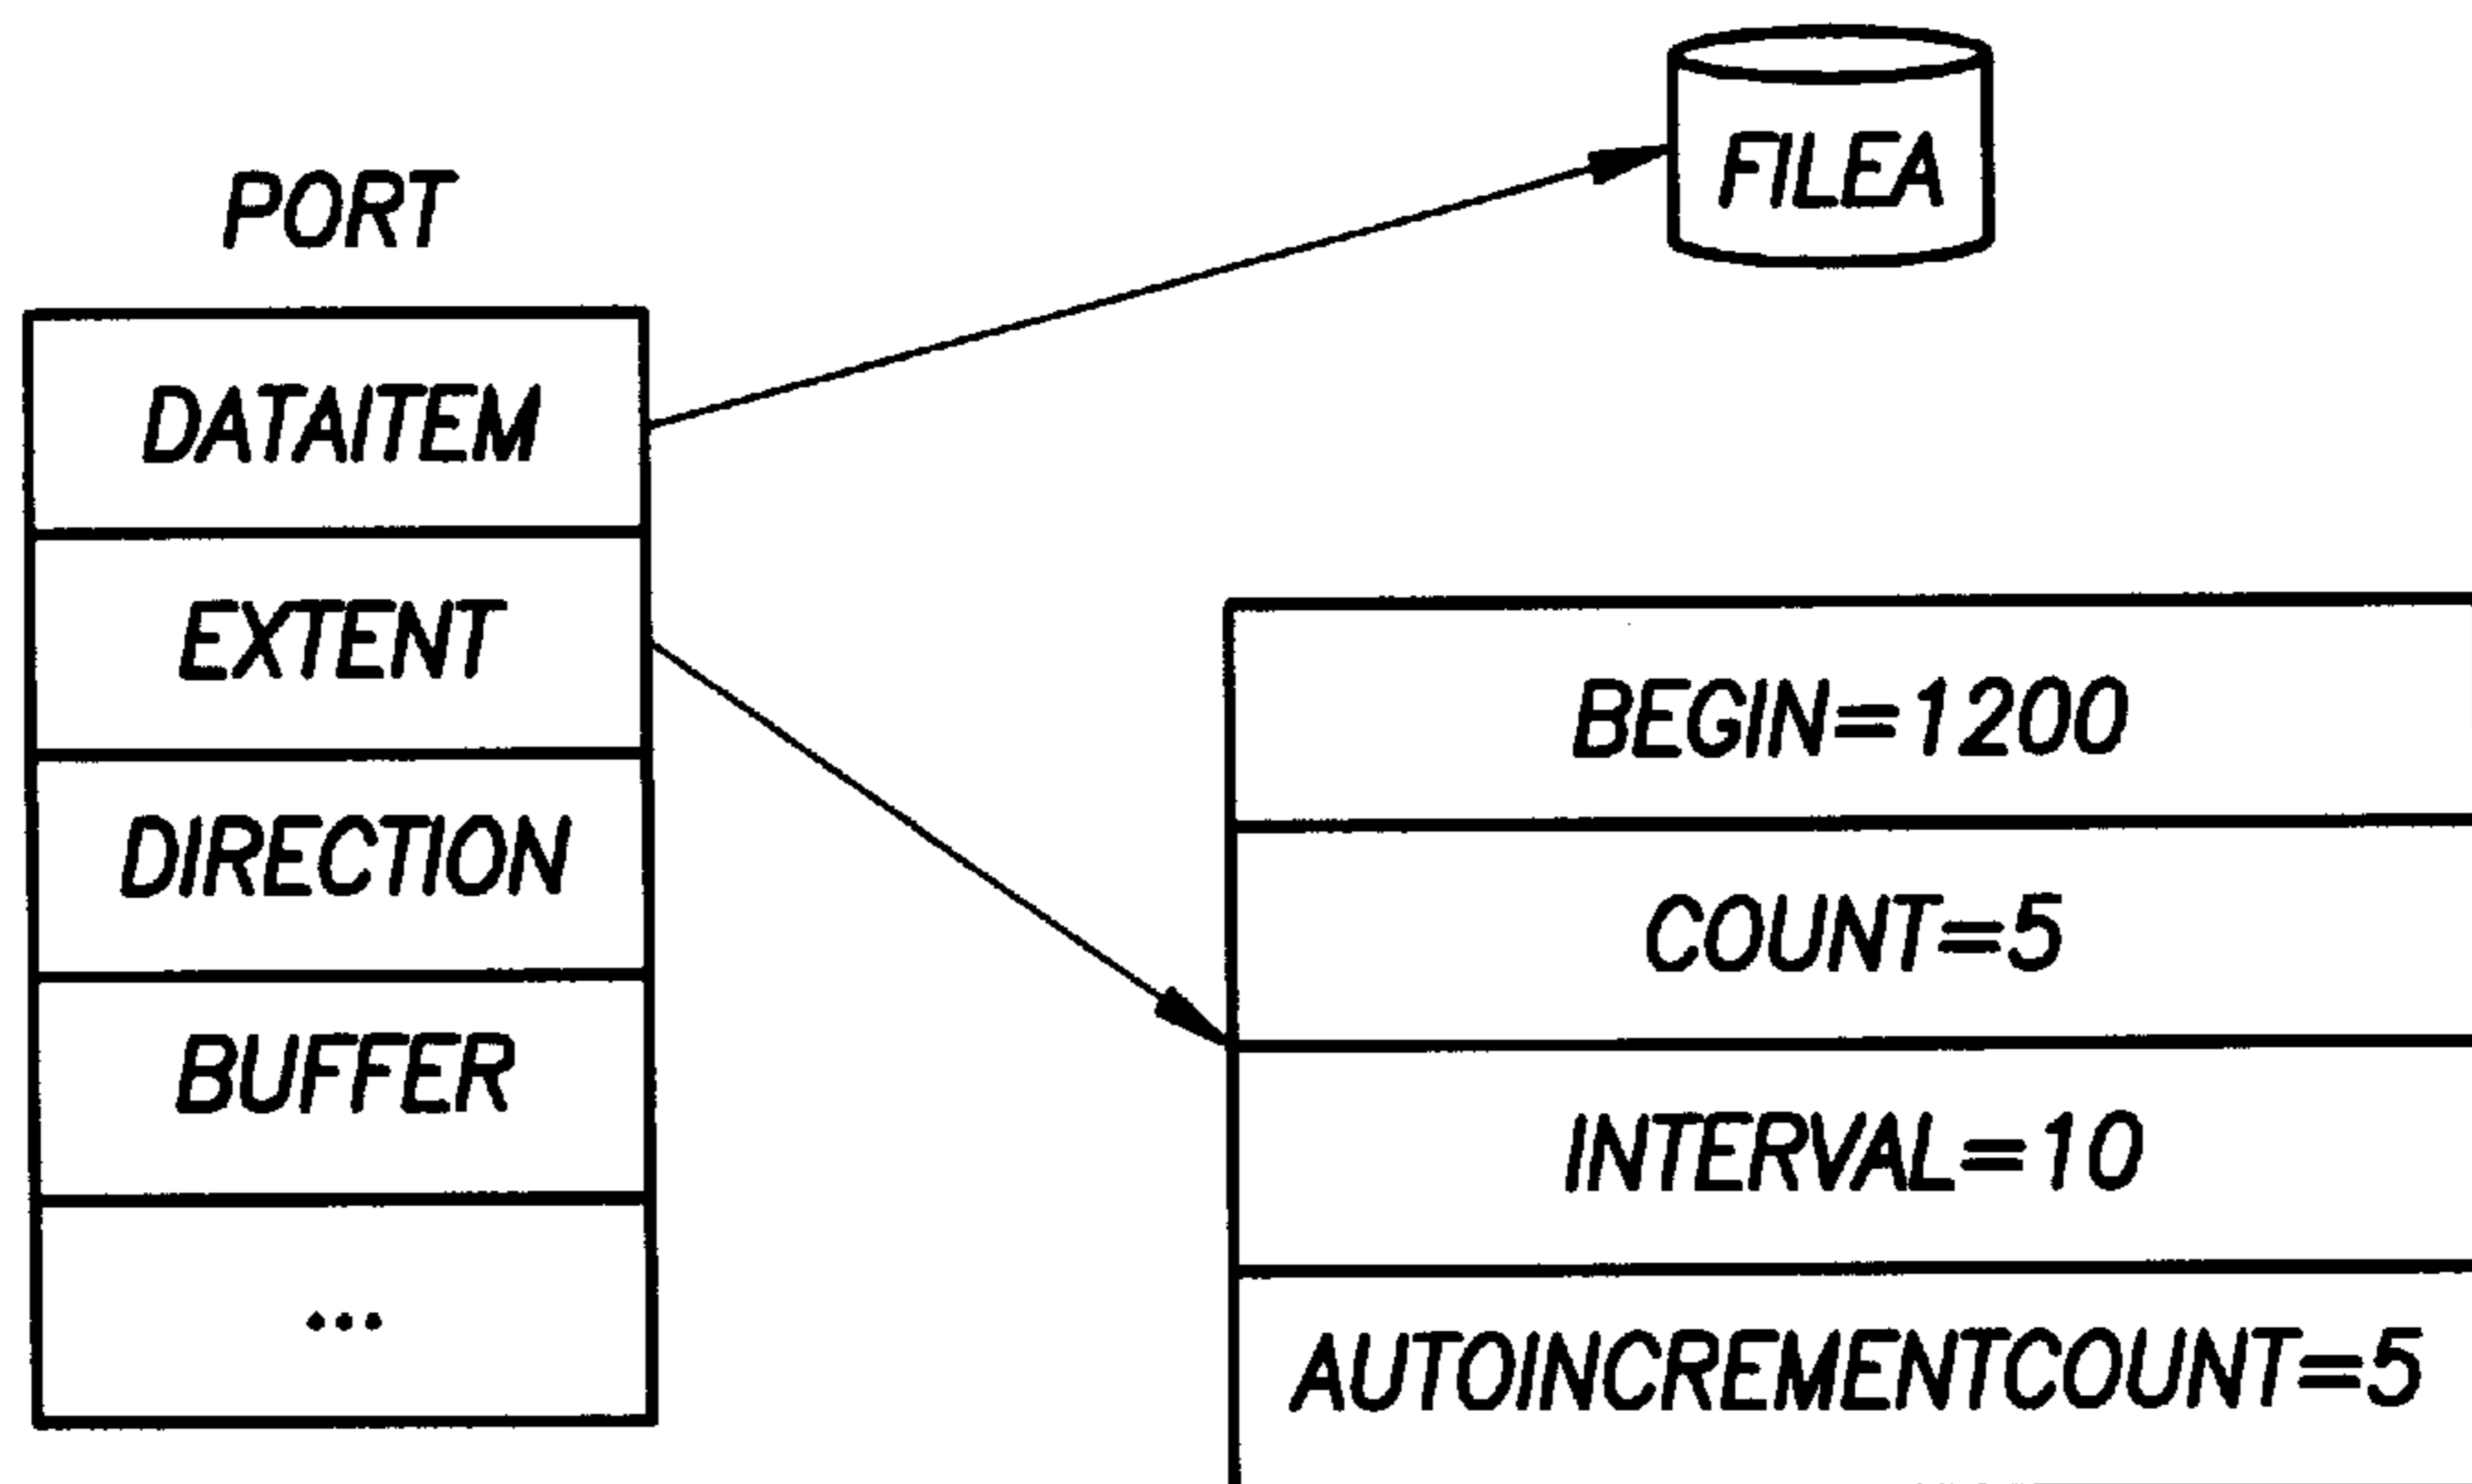 FILEA
PORT
DATAITEM
EXTENT
DIRECTION
BUFFER
...
BEGIN=1200
COUNT=5
INTERVAL=10
AUTOINCREMENTCOUNT=5